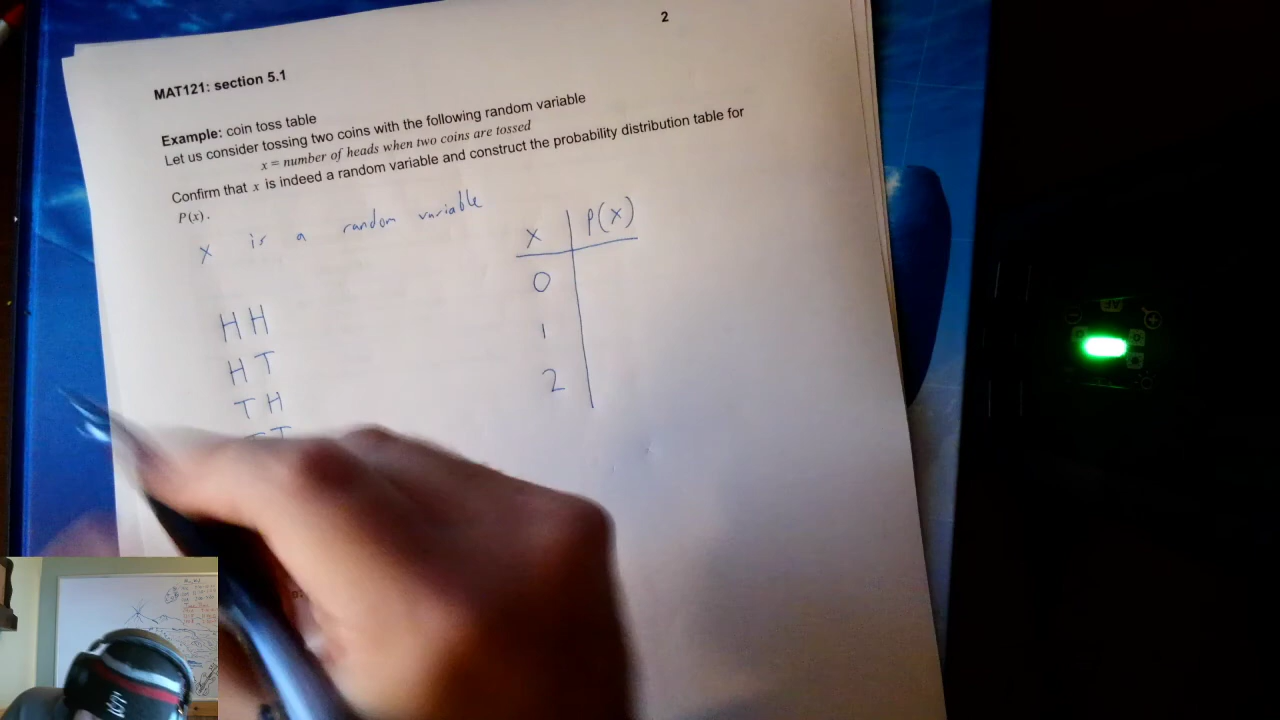 2
MAT121: section 5.1
Example: coin toss table
Let us consider tossing two coins with the following random variable
x = number of heads when two coins are tossed
Confirm that x is indeed a random variable and construct the probability distribution table for
P(x).
x is a random variable
x P(x)
0
1
2
HH
HT
TH
TT